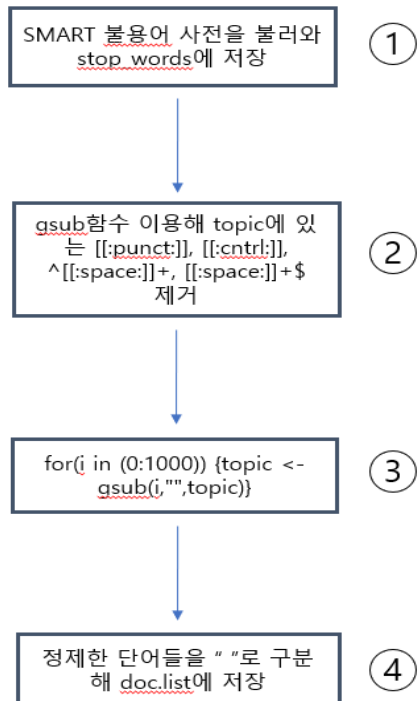 SMART 불용어 사전을 불러와
stop_words에 저장
1
gsub함수 이용해 topic에 있
는 [[:punct:]], [[:cntrl:]],
^[[:space:]]+, [[:space:]]+$
제거
2
for(i in (0:1000)) {topic <-
gsub(i,"",topic)}
3
정제한 단어들을 “ ”로 구분
해 doc.list에 저장
4